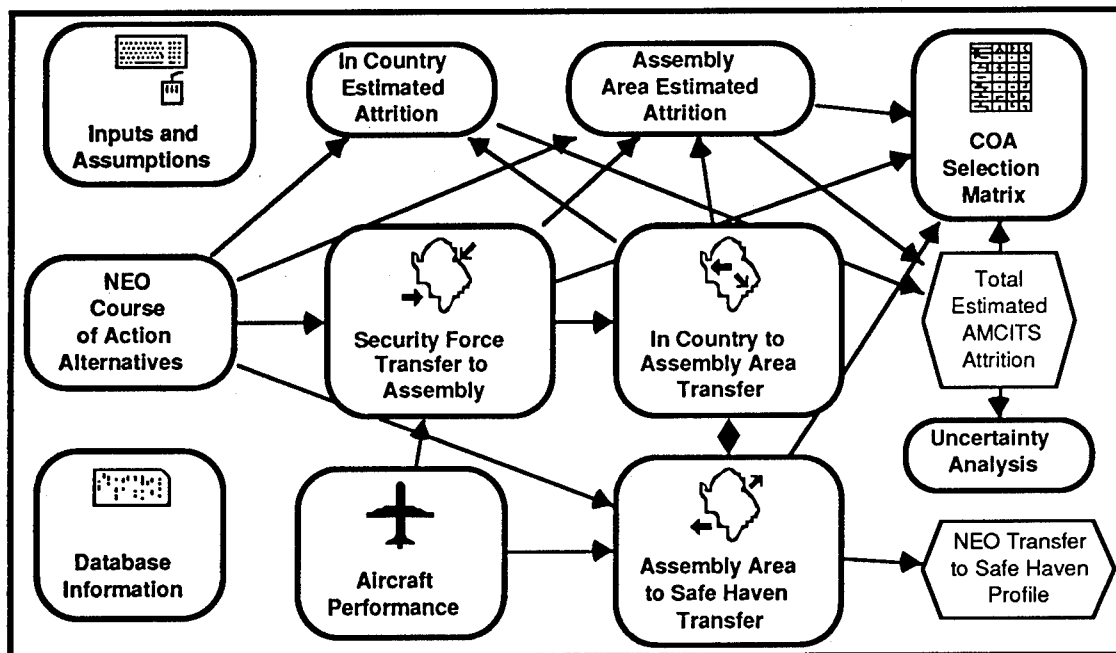 Inputs and
Assumptions
In Country
Estimated
Attrition
Assembly
Area Estimated
Attrition
COA
Selection
Matrix
NEO
Course
of Action
Alternatives
Security Force
Transfer to
Assembly
In Country to
Assembly Area
Transfer
Total
Estimated
AMCITS
Attrition
Uncertainty
Analysis
Database
Information
Aircraft
Performance
Assembly Area
to Safe Haven
Transfer
NEO Transfer
to Safe Haven
Profile